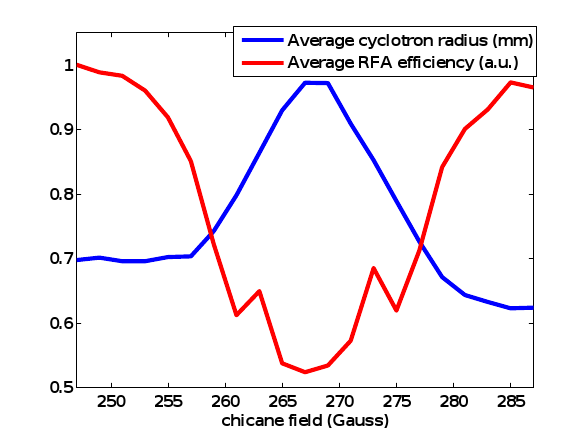 Average cyclotron radius (mm)
Average RFA efficiency (a.u.)
1
0.9
0.8
0.7
0.6
0.5
250 255 260 265 270 275 280 285
chicane field (Gauss)